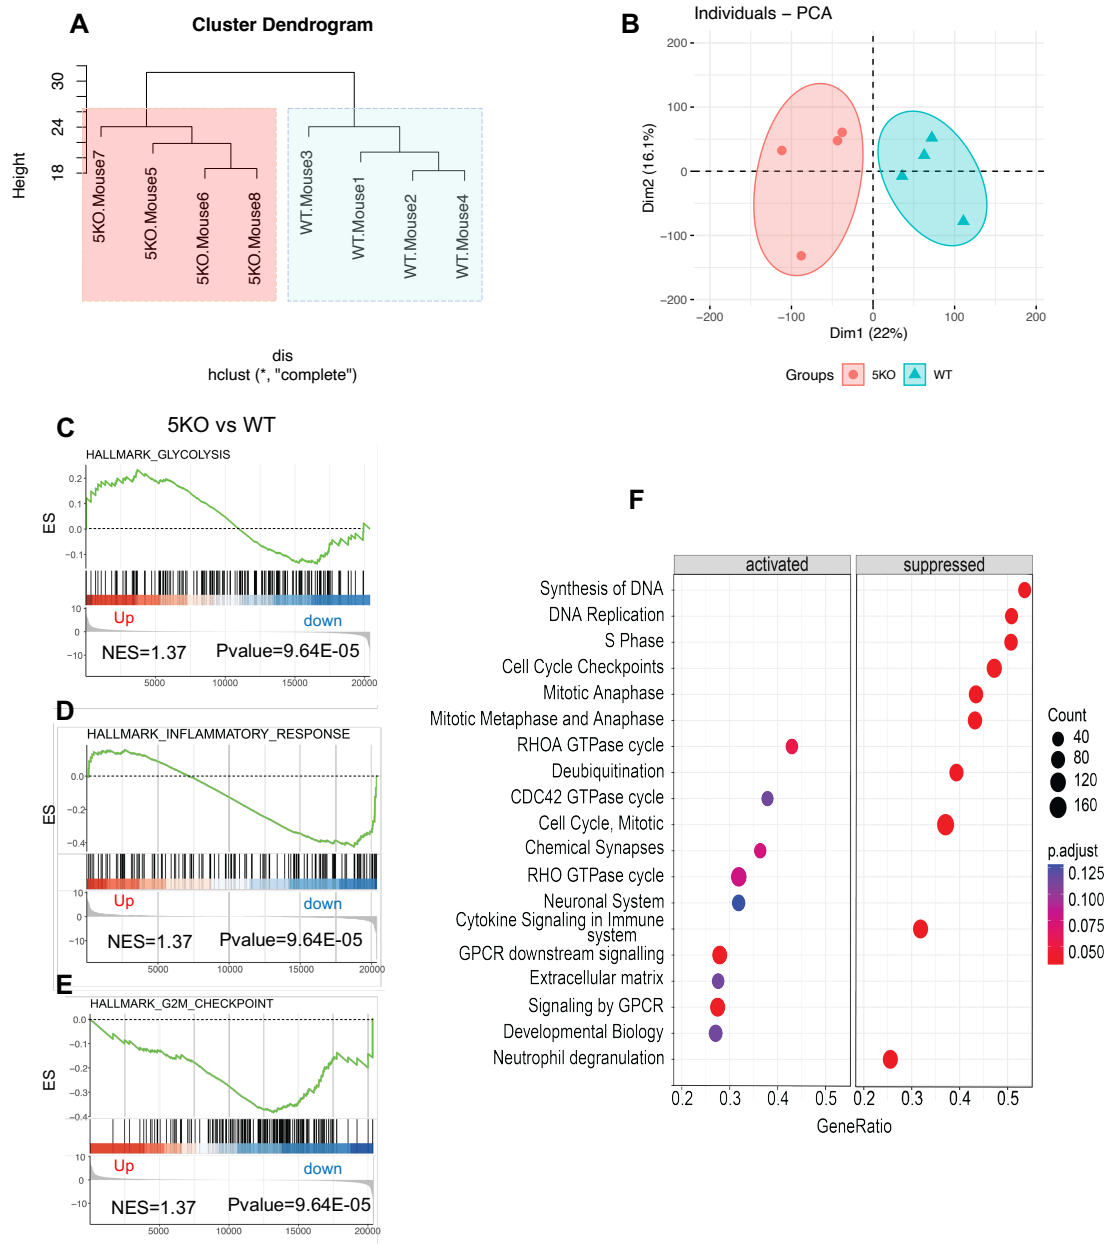 A
Cluster Dendrogram
Height
30
24
18
5KO.Mouse7
5KO.Mouse5
5KO.Mouse6
5KO.Mouse8
WT.Mouse3
WT.Mouse1
WT.Mouse2
WT.Mouse4
dis
hclust (*, "complete")
B
Individuals – PCA
Dim2 (16.1%)
200
100
0
−100
−200
−200
−100
0
100
200
Dim1 (22%)
Groups
5KO
WT
C
5KO vs WT
HALLMARK_GLYCOLYSIS
ES
0.2
0.1
0.0
−0.1
10
0
−10
Up
down
NES=1.37
Pvalue=9.64E-05
5000
10000
15000
20000
D
HALLMARK_INFLAMMATORY_RESPONSE
ES
0.0
−0.2
−0.4
10
0
−10
Up
down
NES=1.37
Pvalue=9.64E-05
5000
10000
15000
20000
E
HALLMARK_G2M_CHECKPOINT
ES
0.0
−0.1
−0.2
−0.3
−0.4
10
0
−10
Up
down
NES=1.37
Pvalue=9.64E-05
5000
10000
15000
20000
F
activated
suppressed
Synthesis of DNA
DNA Replication
S Phase
Cell Cycle Checkpoints
Mitotic Anaphase
Mitotic Metaphase and Anaphase
RHOA GTPase cycle
Deubiquitination
CDC42 GTPase cycle
Cell Cycle, Mitotic
Chemical Synapses
RHO GTPase cycle
Neuronal System
Cytokine Signaling in Immune
system
GPCR downstream signalling
Extracellular matrix
Signaling by GPCR
Developmental Biology
Neutrophil degranulation
0.2
0.3
0.4
0.5
0.2
0.3
0.4
0.5
GeneRatio
Count
40
80
120
160
p.adjust
0.125
0.100
0.075
0.050